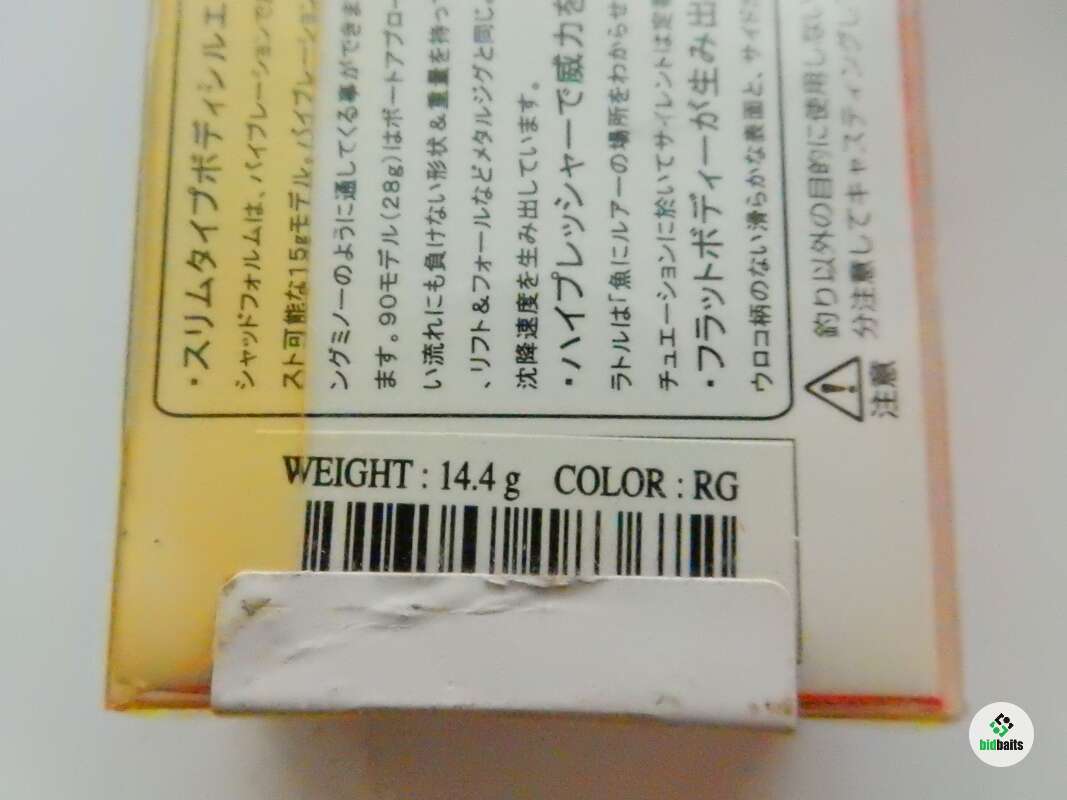 ・スリムタイプボディシルエ
シャッドフォルムは、バイブレーションで
スト可能な15gモデル。バイブレーション
ングミノーのように通してくる事ができま
ます。90モデル(28g)はボートアプロー
い流れにも負けない形状＆重量を持っ
、リフト＆フォールなどメタルジグと同じ。
沈降速度を生み出しています。
・ハイプレッシャーで威力を
ラトルは「魚にルアーの場所をわからせ
チュエーションに於いてサイレントは定
・フラットボディーが生み出
ウロコ柄のない滑らかな表面と、サイド
注意
釣り以外の目的に使用しない
分注意してキャスティングし
WEIGHT : 14.4 g COLOR : RG
bidbaits